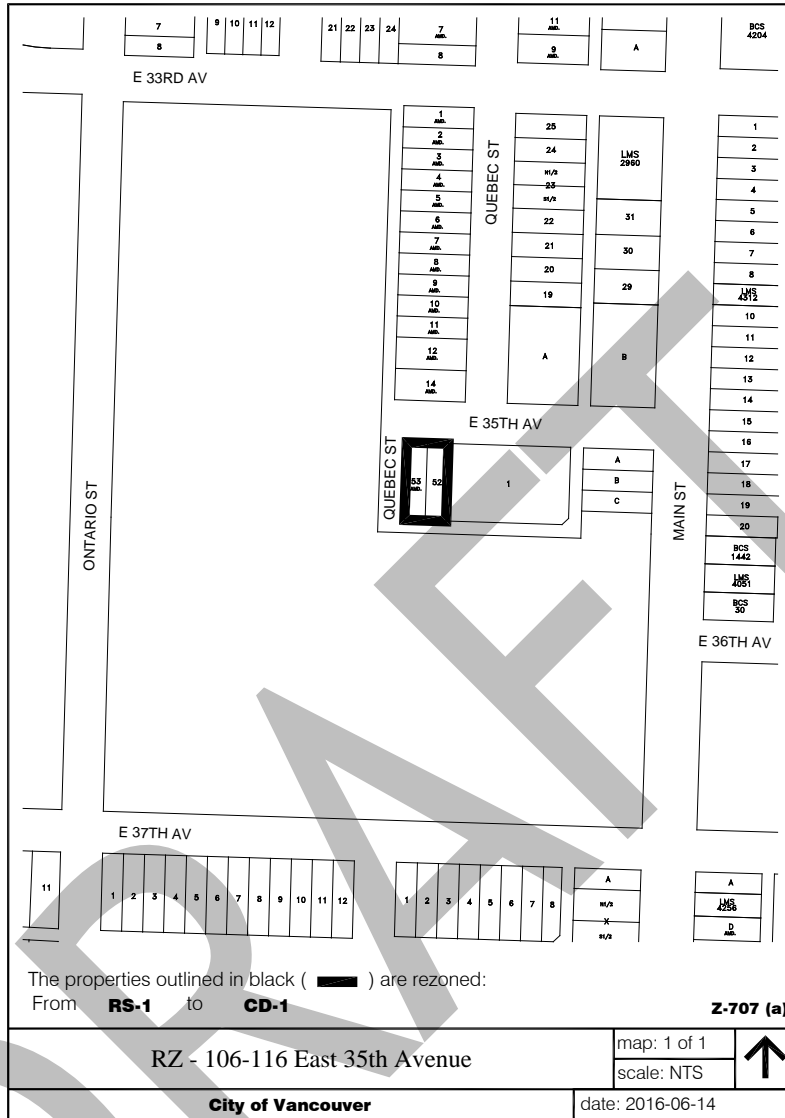 7
8
9 10 11 12
21 22 23 24
7
AMD.
8
11
AMD.
9
AMD.
A
BCS
4204
E 33RD AV
1
AMD.
2
AMD.
3
AMD.
4
AMD.
5
AMD.
6
AMD.
7
AMD.
8
AMD.
9
AMD.
10
AMD.
11
AMD.
12
AMD.
14
AMD.
QUEBEC ST
25
24
N1/2
23
S1/2
22
21
20
19
A
LMS
2960
31
30
29
B
1
2
3
4
5
6
7
8
LMS
4312
10
11
12
13
14
15
16
17
18
19
20
BCS
1442
LMS
4051
BCS
30
E 35TH AV
QUEBEC ST
53
AMD.
52
1
A
B
C
ONTARIO ST
MAIN ST
E 36TH AV
E 37TH AV
11
1 2 3 4 5 6 7 8 9 10 11 12
1 2 3 4 5 6 7 8
A
N1/2
X
S1/2
A
LMS
4256
D
AMD.
DRAFT
The properties outlined in black ( ) are rezoned:
From RS-1 to CD-1
Z-707 (a)
RZ - 106-116 East 35th Avenue
map: 1 of 1
scale: NTS
City of Vancouver
date: 2016-06-14